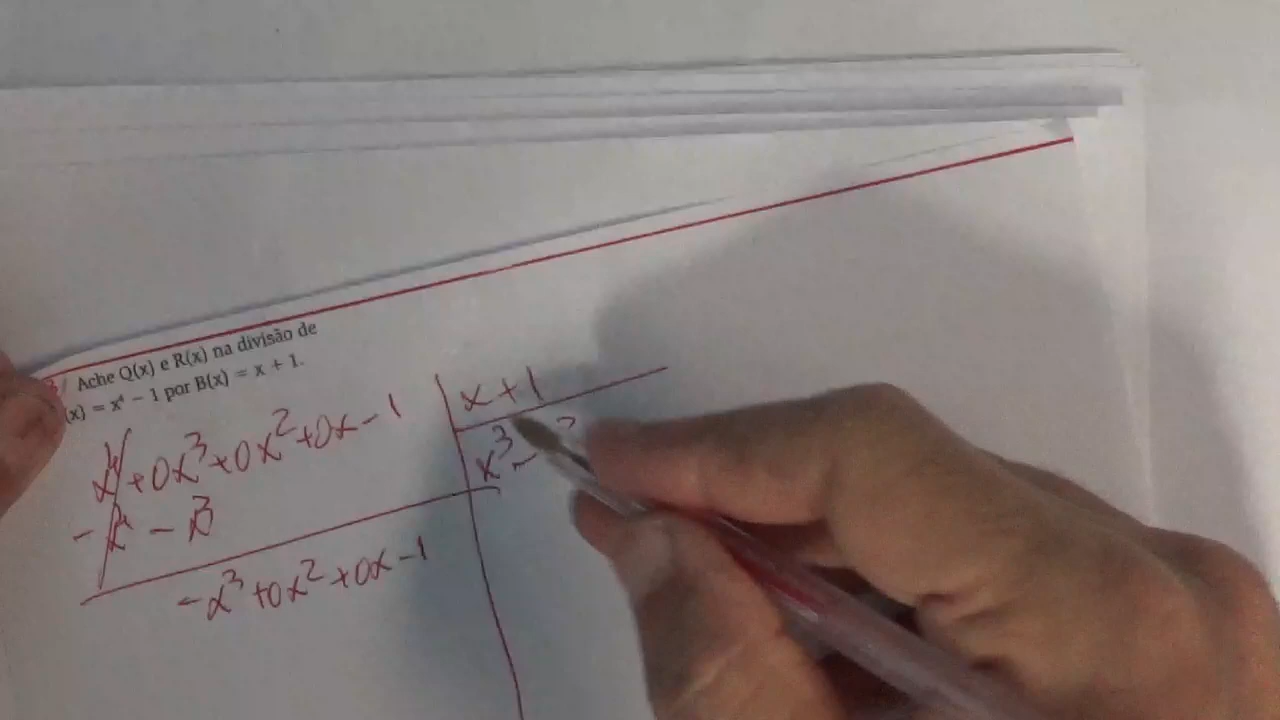 Ache Q(x) e R(x) na divisão de
(x) = x⁴ − 1 por B(x) = x + 1.
x⁴ + 0x³ + 0x² + 0x − 1 | x + 1
− x⁴ − x³ | x³ −
− x³ + 0x² + 0x − 1